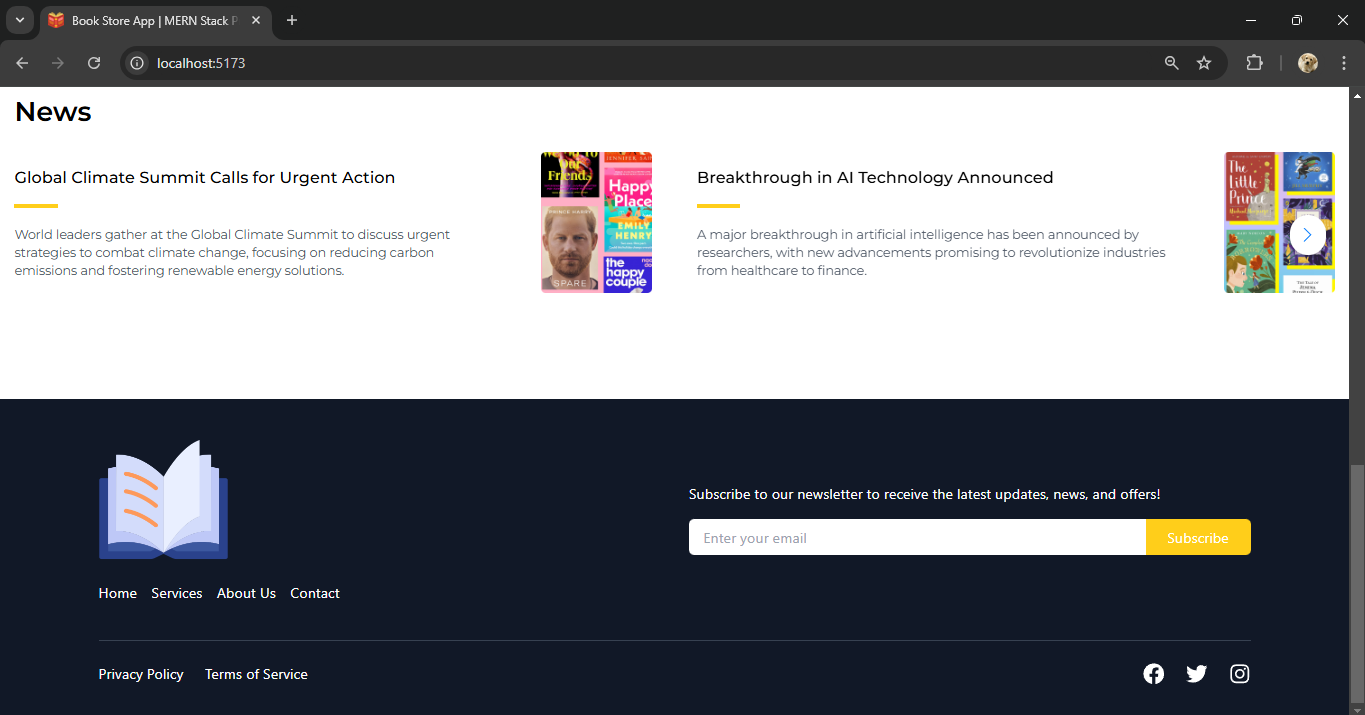 Book Store App | MERN Stack P
localhost:5173
News
Global Climate Summit Calls for Urgent Action
World leaders gather at the Global Climate Summit to discuss urgent
strategies to combat climate change, focusing on reducing carbon
emissions and fostering renewable energy solutions.
Our
Friends
Happy
Place
EMILY
HENRY
PRINCE HARRY
SPARE
the
happy
couple
Breakthrough in AI Technology Announced
A major breakthrough in artificial intelligence has been announced by
researchers, with new advancements promising to revolutionize industries
from healthcare to finance.
The
Little
Prince
Subscribe to our newsletter to receive the latest updates, news, and offers!
Enter your email
Subscribe
Home Services About Us Contact
Privacy Policy Terms of Service